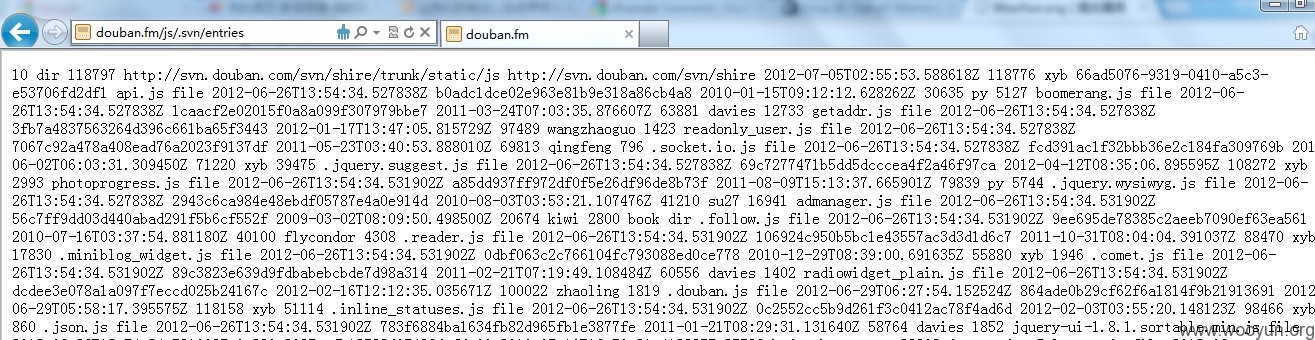 douban.fm/js/.svn/entries
douban.fm
10 dir 118797 http://svn.douban.com/svn/shire/trunk/static/js http://svn.douban.com/svn/shire 2012-07-05T02:55:53.588618Z 118776 xyb 66ad5076-9319-0410-a5c3-
e53706fd2df1 api.js file 2012-06-26T13:54:34.527838Z b0adc1dce02e963e81b9e318a86cb4a8 2010-01-15T09:12:12.628262Z 30635 py 5127 boomerang.js file 2012-06-
26T13:54:34.527838Z 1caacf2e02015f0a8a099f307979bbe7 2011-03-24T07:03:35.876607Z 63881 davies 12733 getaddr.js file 2012-06-26T13:54:34.527838Z
3fb7a4837563264d396c661ba65f3443 2012-01-17T13:47:05.815729Z 97489 wangzhaoguo 1423 readonly_user.js file 2012-06-26T13:54:34.527838Z
7067c92a478a408ead76a2023f9137df 2011-05-23T03:40:53.888010Z 69813 qingfeng 796 .socket.io.js file 2012-06-26T13:54:34.527838Z fcd391ac1f32bbb36e2c184fa309769b 201
06-02T06:03:31.309450Z 71220 xyb 39475 .jquery.suggest.js file 2012-06-26T13:54:34.527838Z 69c7277471b5dd5dcccea4f2a46f97ca 2012-04-12T08:35:06.895595Z 108272 xyb
2993 photoprogress.js file 2012-06-26T13:54:34.531902Z a85dd937ff972df0f5e26df96de8b73f 2011-08-09T15:13:37.665901Z 79839 py 5744 .jquery.wysiwyg.js file 2012-06-
26T13:54:34.527838Z 2943c6ca984e48ebdf05787e4a0e914d 2010-08-03T03:53:21.107476Z 41210 su27 16941 admanager.js file 2012-06-26T13:54:34.531902Z
56c7ff9dd03d440abad291f5b6cf552f 2009-03-02T08:09:50.498500Z 20674 kiwi 2800 book dir .follow.js file 2012-06-26T13:54:34.531902Z 9ee695de78385c2aeeb7090ef63ea561
2010-07-16T03:37:54.881180Z 40100 flycondor 4308 .reader.js file 2012-06-26T13:54:34.531902Z 106924c950b5bc1e43557ac3d3d1d6c7 2011-10-31T08:04:04.391037Z 88470 xyb
17830 .miniblog_widget.js file 2012-06-26T13:54:34.531902Z 0dbf063c2c766104fc793088ed0ce778 2010-12-29T08:39:00.691635Z 55880 xyb 1946 .comet.js file 2012-06-
26T13:54:34.531902Z 89c3823e639d9fdbabebcbde7d98a314 2011-02-21T07:19:49.108484Z 60556 davies 1402 radiowidget_plain.js file 2012-06-26T13:54:34.531902Z
dcdee3e078a1a097f7eccd025b24167c 2012-02-16T12:12:35.035671Z 100022 zhaoling 1819 .douban.js file 2012-06-29T06:27:54.152524Z 864ade0b29cf62f6a1814f9b21913691 2012
06-29T05:58:17.395575Z 118158 xyb 51114 .inline_statuses.js file 2012-06-26T13:54:34.531902Z 0c2552cc5b9d261f3c0412ac78f4ad6d 2012-02-03T03:55:20.148123Z 98466 xyb
860 .json.js file 2012-06-26T13:54:34.531902Z 783f6884ba1634fb82d965fb1e3877fe 2011-01-21T08:29:31.131640Z 58764 davies 1852 jquery-ui-1.8.1.sortable.min.js file
www.wooyun.org